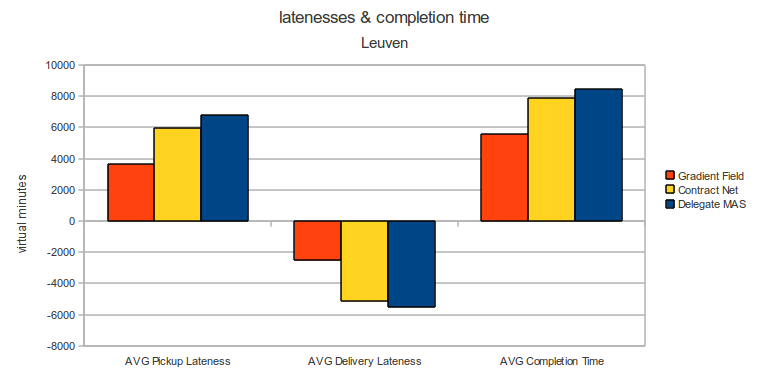 latenesses & completion time
Leuven
virtual minutes
10000
8000
6000
4000
2000
0
-2000
-4000
-6000
-8000
AVG Pickup Lateness
AVG Delivery Lateness
AVG Completion Time
Gradient Field
Contract Net
Delegate MAS